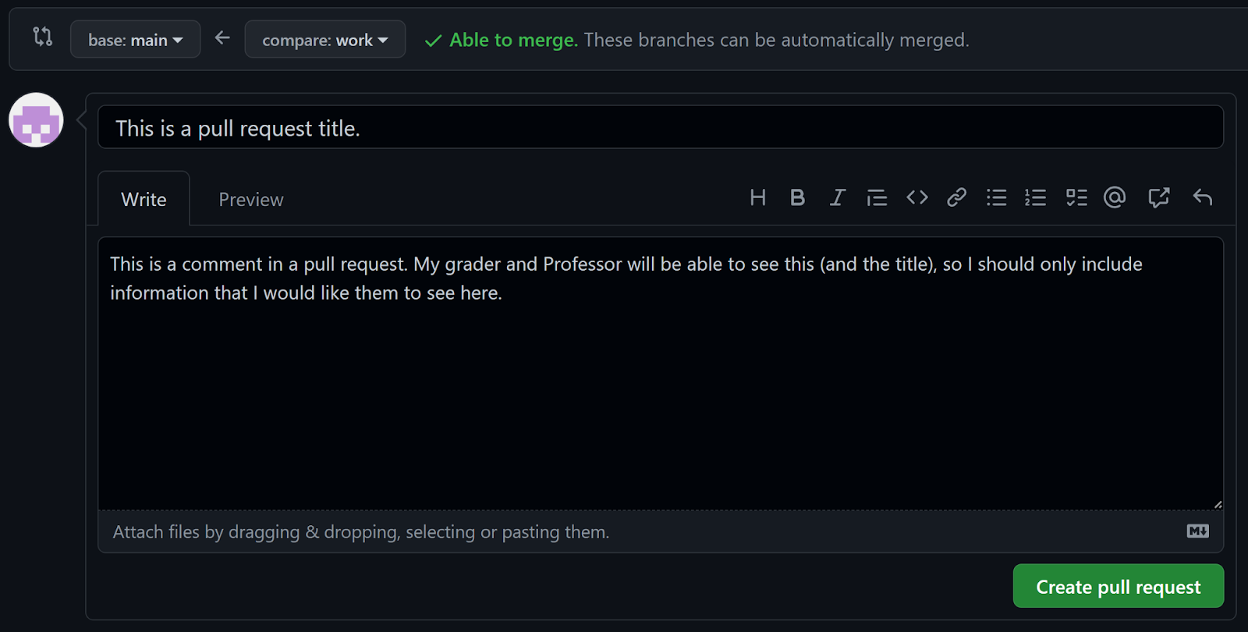 base: main compare: work Able to merge. These branches can be automatically merged.
This is a pull request title.
Write Preview
This is a comment in a pull request. My grader and Professor will be able to see this (and the title), so I should only include
information that I would like them to see here.
Attach files by dragging & dropping, selecting or pasting them.
Create pull request